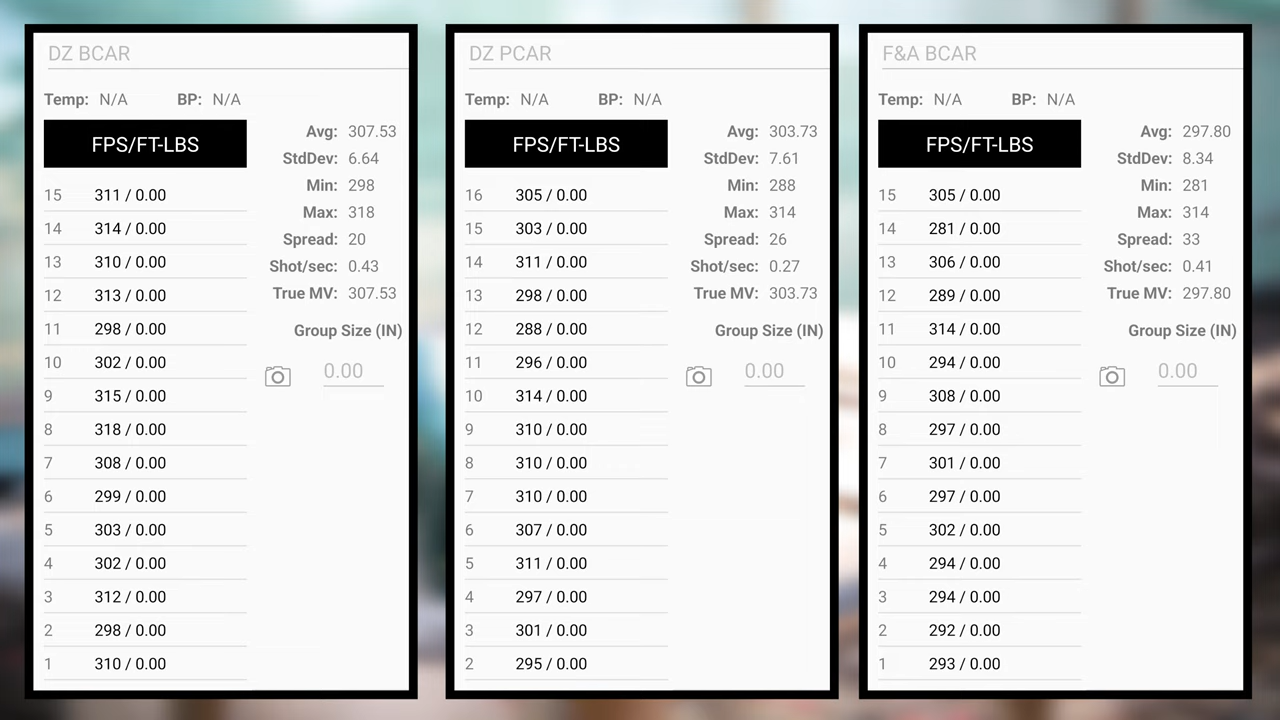 DZ BCAR
Temp: N/A BP: N/A
FPS/FT-LBS
Avg: 307.53
StdDev: 6.64
Min: 298
Max: 318
Spread: 20
Shot/sec: 0.43
True MV: 307.53
Group Size (IN)
0.00
15 311 / 0.00
14 314 / 0.00
13 310 / 0.00
12 313 / 0.00
11 298 / 0.00
10 302 / 0.00
9 315 / 0.00
8 318 / 0.00
7 308 / 0.00
6 299 / 0.00
5 303 / 0.00
4 302 / 0.00
3 312 / 0.00
2 298 / 0.00
1 310 / 0.00
DZ PCAR
Temp: N/A BP: N/A
FPS/FT-LBS
Avg: 303.73
StdDev: 7.61
Min: 288
Max: 314
Spread: 26
Shot/sec: 0.27
True MV: 303.73
Group Size (IN)
0.00
16 305 / 0.00
15 303 / 0.00
14 311 / 0.00
13 298 / 0.00
12 288 / 0.00
11 296 / 0.00
10 314 / 0.00
9 310 / 0.00
8 310 / 0.00
7 310 / 0.00
6 307 / 0.00
5 311 / 0.00
4 297 / 0.00
3 301 / 0.00
2 295 / 0.00
F&A BCAR
Temp: N/A BP: N/A
FPS/FT-LBS
Avg: 297.80
StdDev: 8.34
Min: 281
Max: 314
Spread: 33
Shot/sec: 0.41
True MV: 297.80
Group Size (IN)
0.00
15 305 / 0.00
14 281 / 0.00
13 306 / 0.00
12 289 / 0.00
11 314 / 0.00
10 294 / 0.00
9 308 / 0.00
8 297 / 0.00
7 301 / 0.00
6 297 / 0.00
5 302 / 0.00
4 294 / 0.00
3 294 / 0.00
2 292 / 0.00
1 293 / 0.00